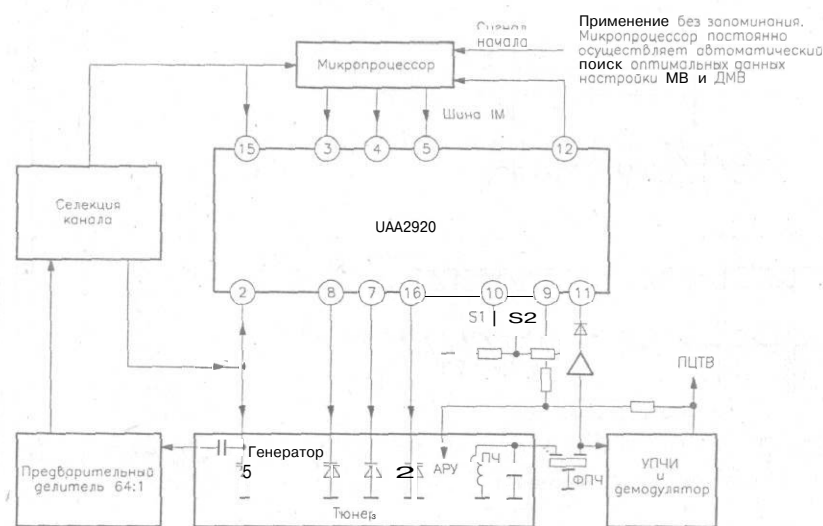 Сигнал
начала
Применение без запоминания.
Микропроцессор постоянно
осуществляет автоматический
поиск оптимальных данных
настройки МВ и ДМВ
Микропроцессор
Шина IM
15
3
4
5
12
Селекция
канала
UAA2920
2
8
7
16
10
9
11
S1
S2
ПЦТВ
Генератор
5
2
АРУ
ПЧ
ФПЧ
Предварительный
делитель 64:1
УПЧИ
и
демодулятор
Тюнер